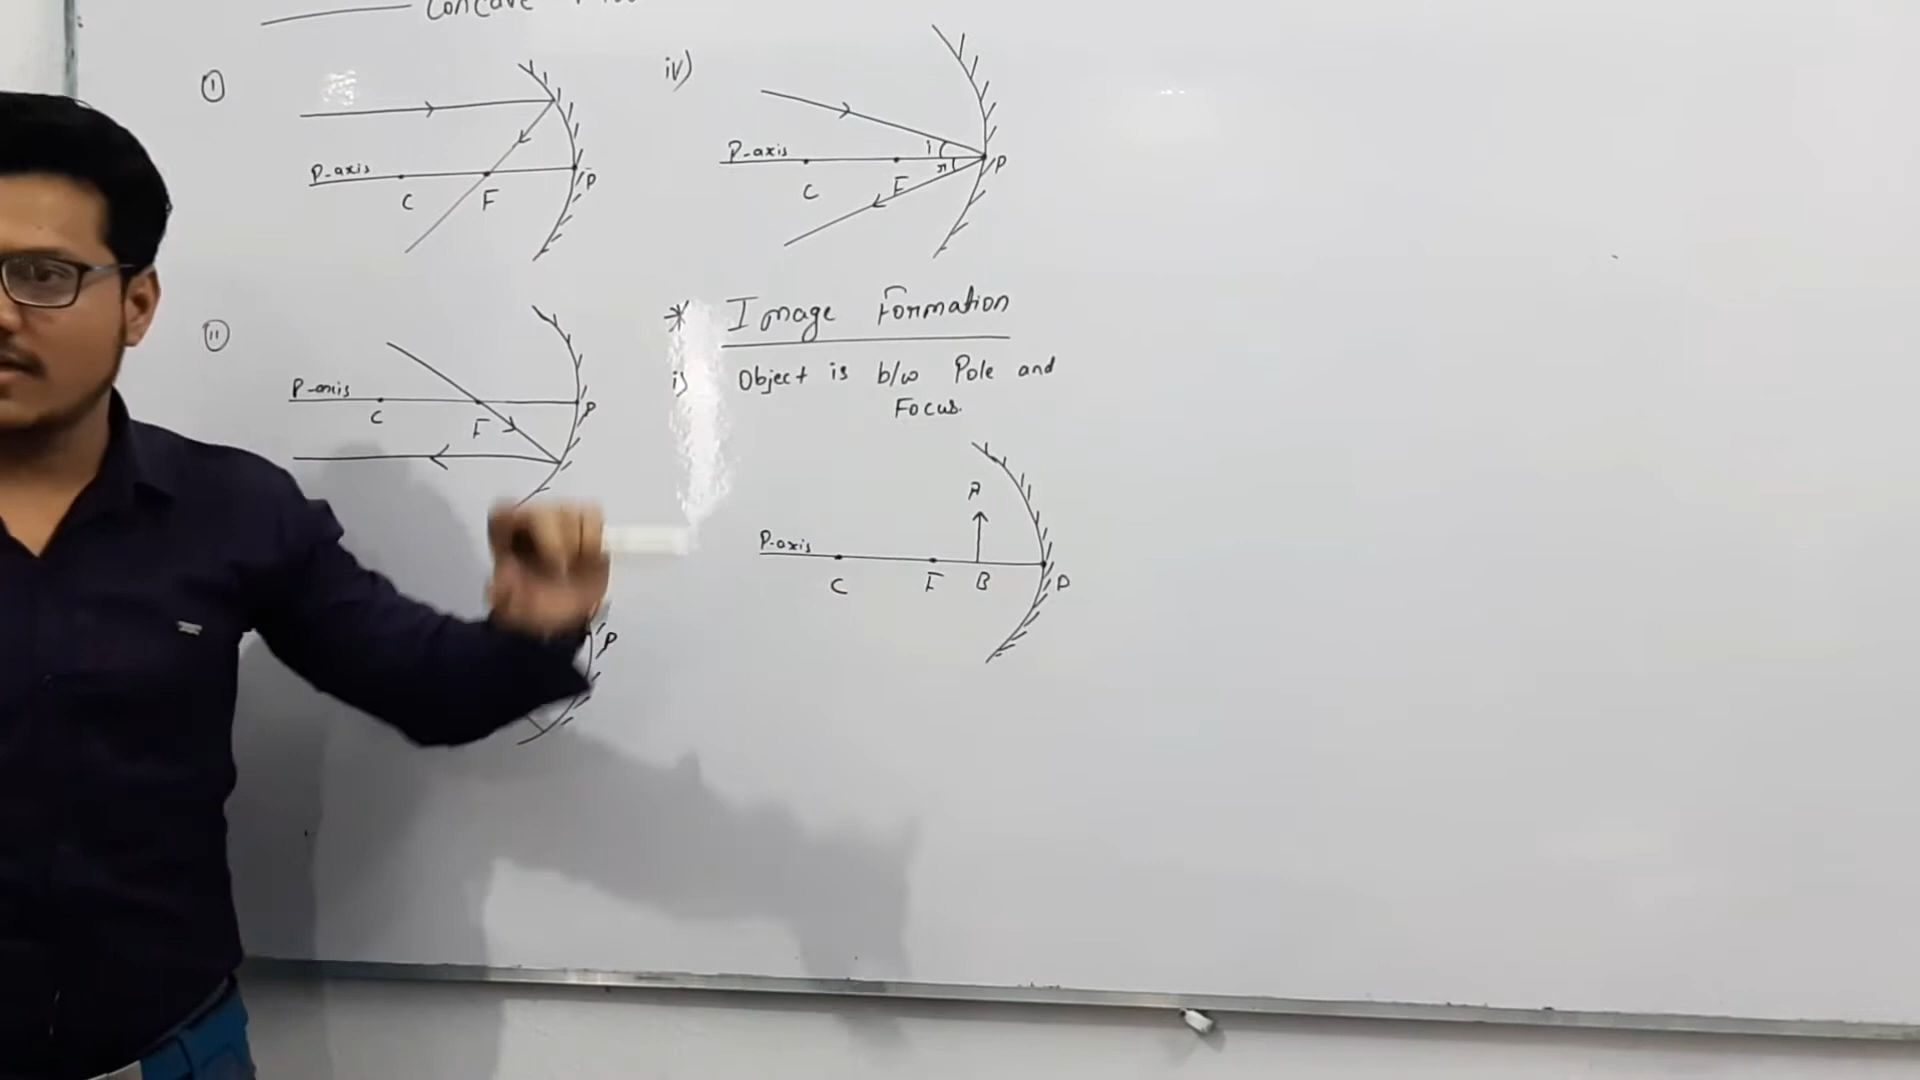 Concave
I
P-axis
C
F
P
II
P-axis
C
F
P
P
iv)
P-axis
i
r
C
F
P
* Image Formation
i) Object is b/w Pole and
Focus.
A
P-axis
C
F
B
P